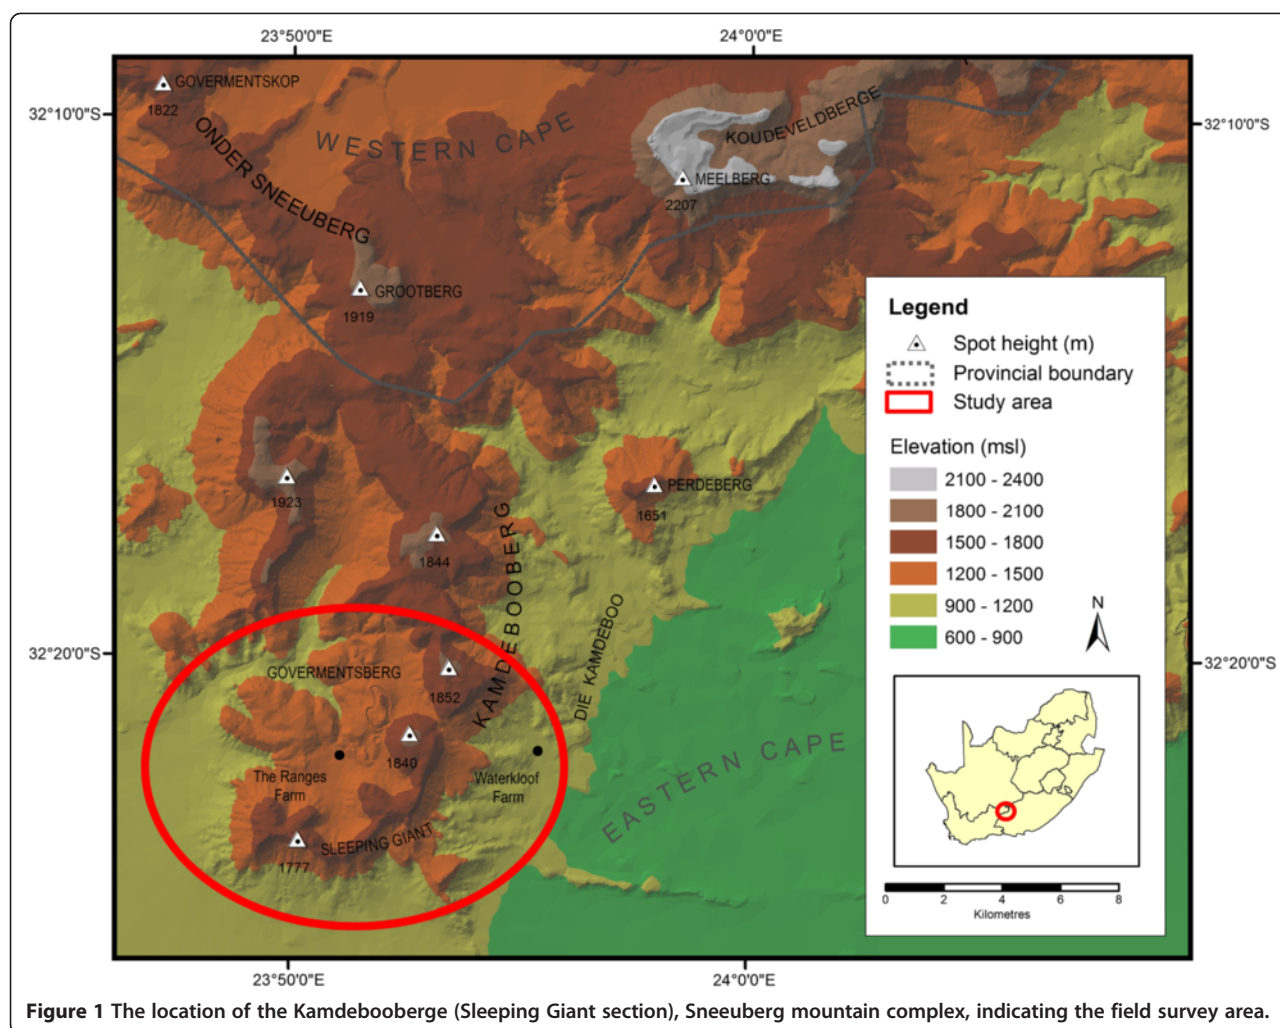 23°50'0"E
24°0'0"E
32°10'0"S
32°10'0"S
GOVERMENTSKOP
1822
ONDER SNEEUBERG
WESTERN CAPE
KOUDEVELDBERGE
MEELBERG
2207
GROOTBERG
1919
1923
1844
PERDEBERG
1651
KAMDEBOOBERG
DIE KAMDEBOO
32°20'0"S
32°20'0"S
GOVERMENTSBERG
1852
1840
The Ranges
Farm
Waterkloof
Farm
EASTERN CAPE
SLEEPING GIANT
1777
Legend
Spot height (m)
Provincial boundary
Study area
Elevation (msl)
2100 - 2400
1800 - 2100
1500 - 1800
1200 - 1500
900 - 1200
600 - 900
N
0 2 4 6 8
Kilometres
23°50'0"E
24°0'0"E
Figure 1 The location of the Kamdebooberge (Sleeping Giant section), Sneeuberg mountain complex, indicating the field survey area.